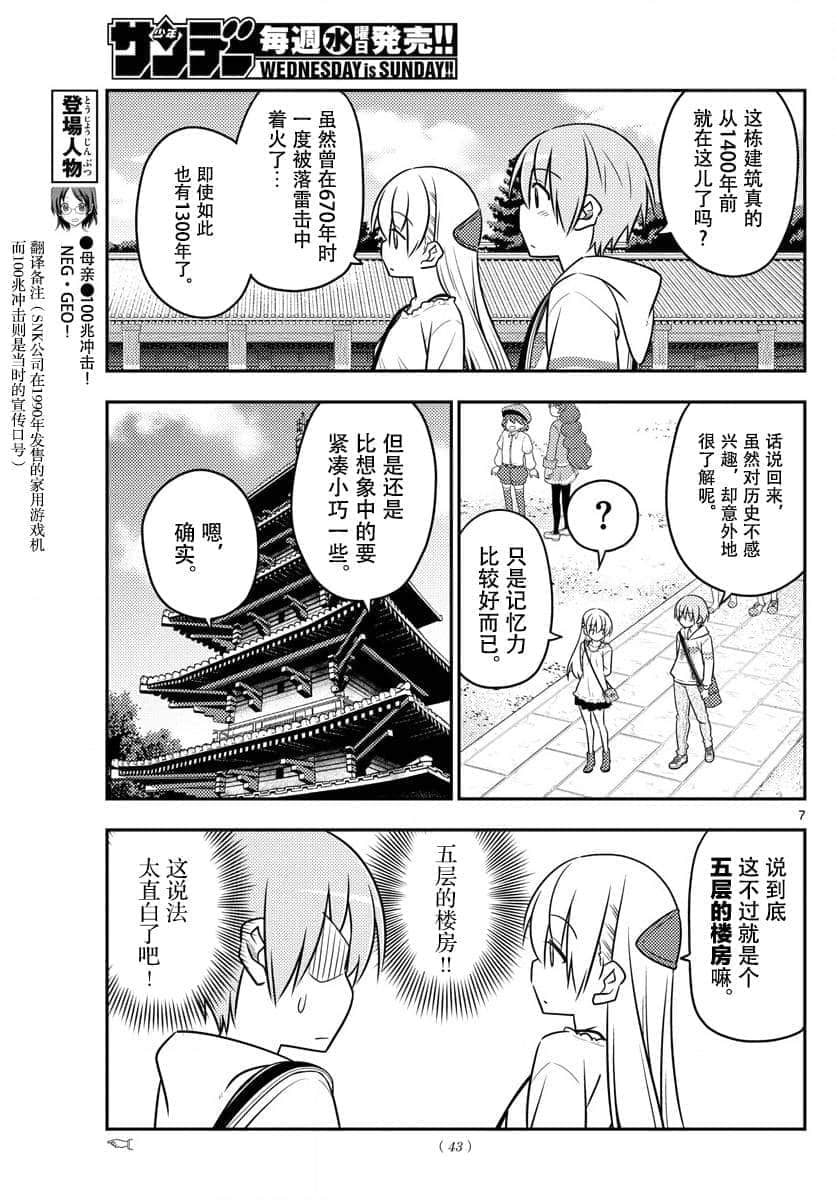 少年
サンデー
毎週水曜日発売!!
WEDNESDAY is SUNDAY!!
とうじょうじんぶつ
登場人物
●母亲●100兆冲击！
NEG・GEO！
翻译备注（SNK公司在1990年发售的家用游戏机
而100兆冲击则是当时的宣传口号）
这栋建筑真的
从1400年前
就在这儿了吗？
虽然曾在670年时
一度被落雷击中
着火了…
即使如此
也有1300年了。
话说回来，
虽然对历史不感
兴趣，却意外地
很了解呢。
？
只是记忆力
比较好而已。
但是还是
比想象中的要
紧凑小巧一些。
嗯，
确实。
7
说到底
这不过就是个
五层的楼房嘛。
五层的楼房!!
这说法
太直白了吧！
（43）